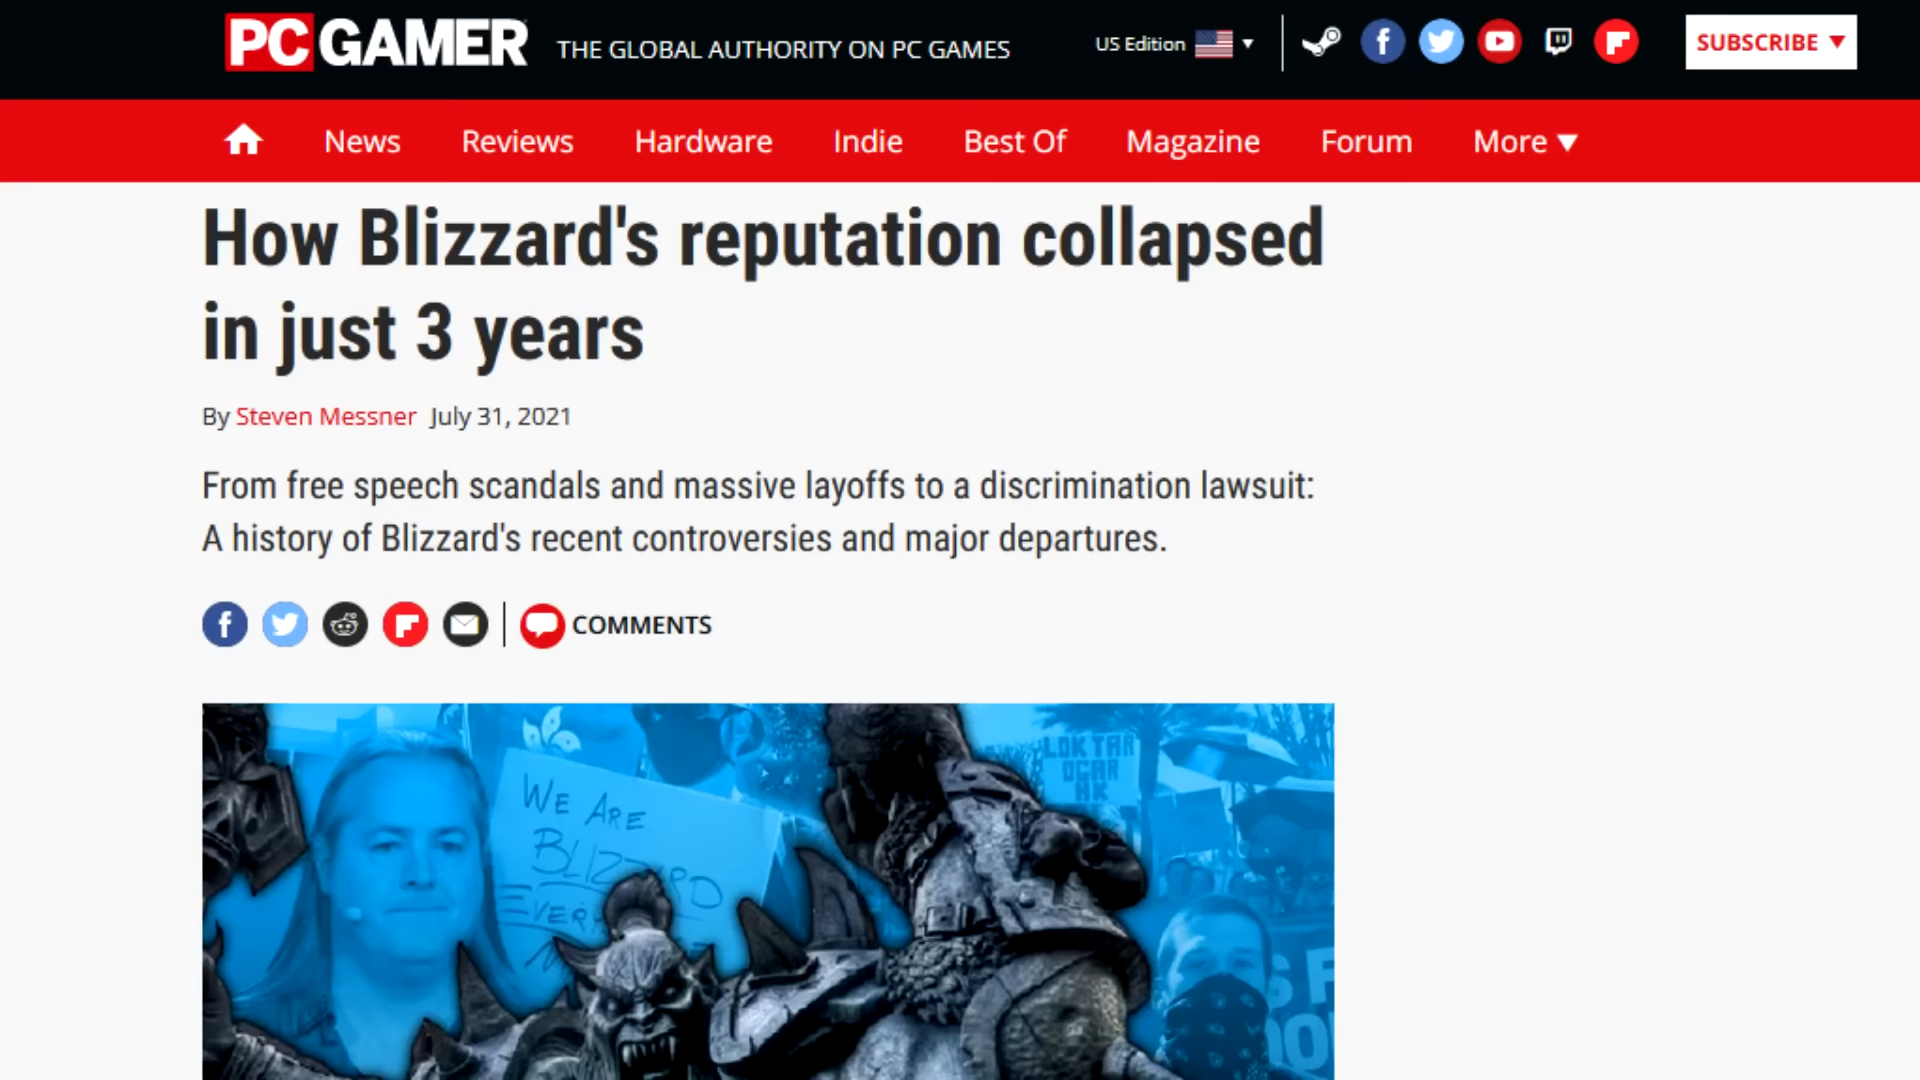 PC GAMER THE GLOBAL AUTHORITY ON PC GAMES US Edition SUBSCRIBE
News Reviews Hardware Indie Best Of Magazine Forum More
How Blizzard's reputation collapsed
in just 3 years
By Steven Messner July 31, 2021
From free speech scandals and massive layoffs to a discrimination lawsuit:
A history of Blizzard's recent controversies and major departures.
COMMENTS
WE ARE
LOK TAR
OGAR
HK